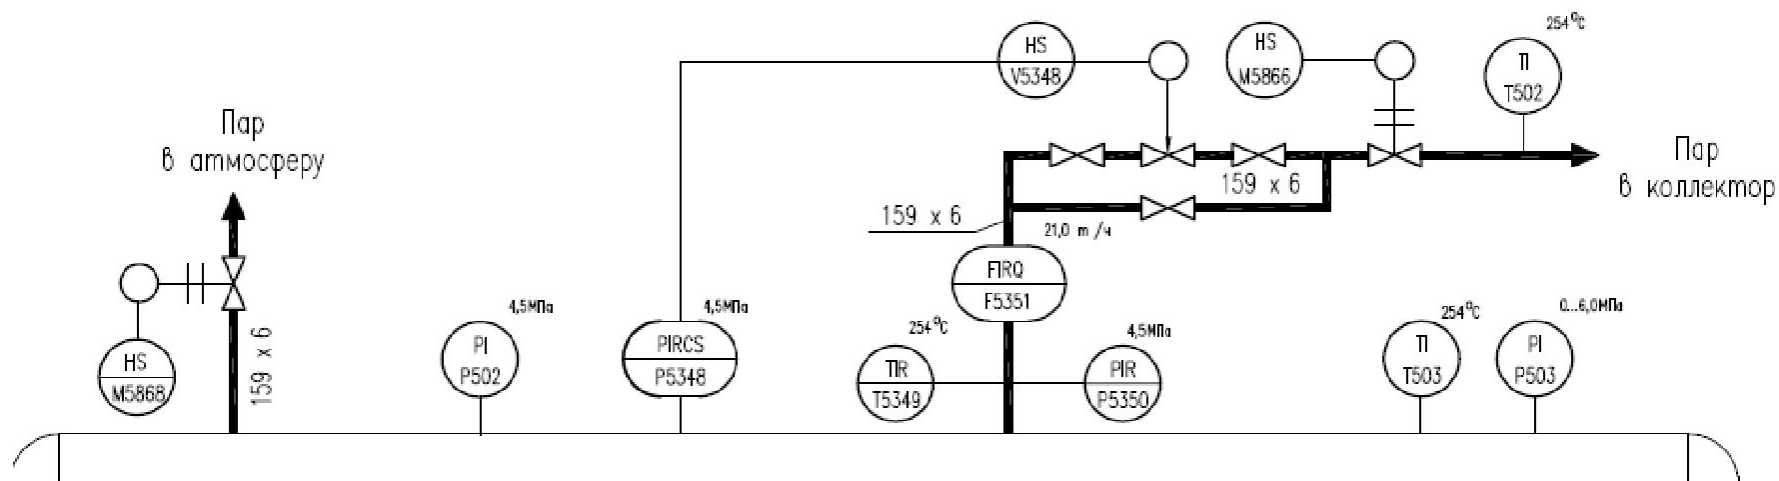 254°C
HS
V5348
HS
M5866
TI
T502
Пар
в атмосферу
Пар
в коллектор
159 x 6
159 x 6
21,0 т/ч
FIRQ
F5351
HS
M5868
159 x 6
4,5МПа
PI
P502
4,5МПа
PIRCS
P5348
254°C
TIR
T5349
4,5МПа
PIR
P5350
254°C
TI
T503
0...6,0МПа
PI
P503